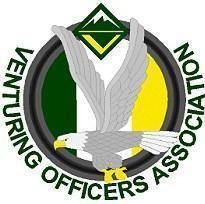 VENTURING OFFICERS ASSOCIATION